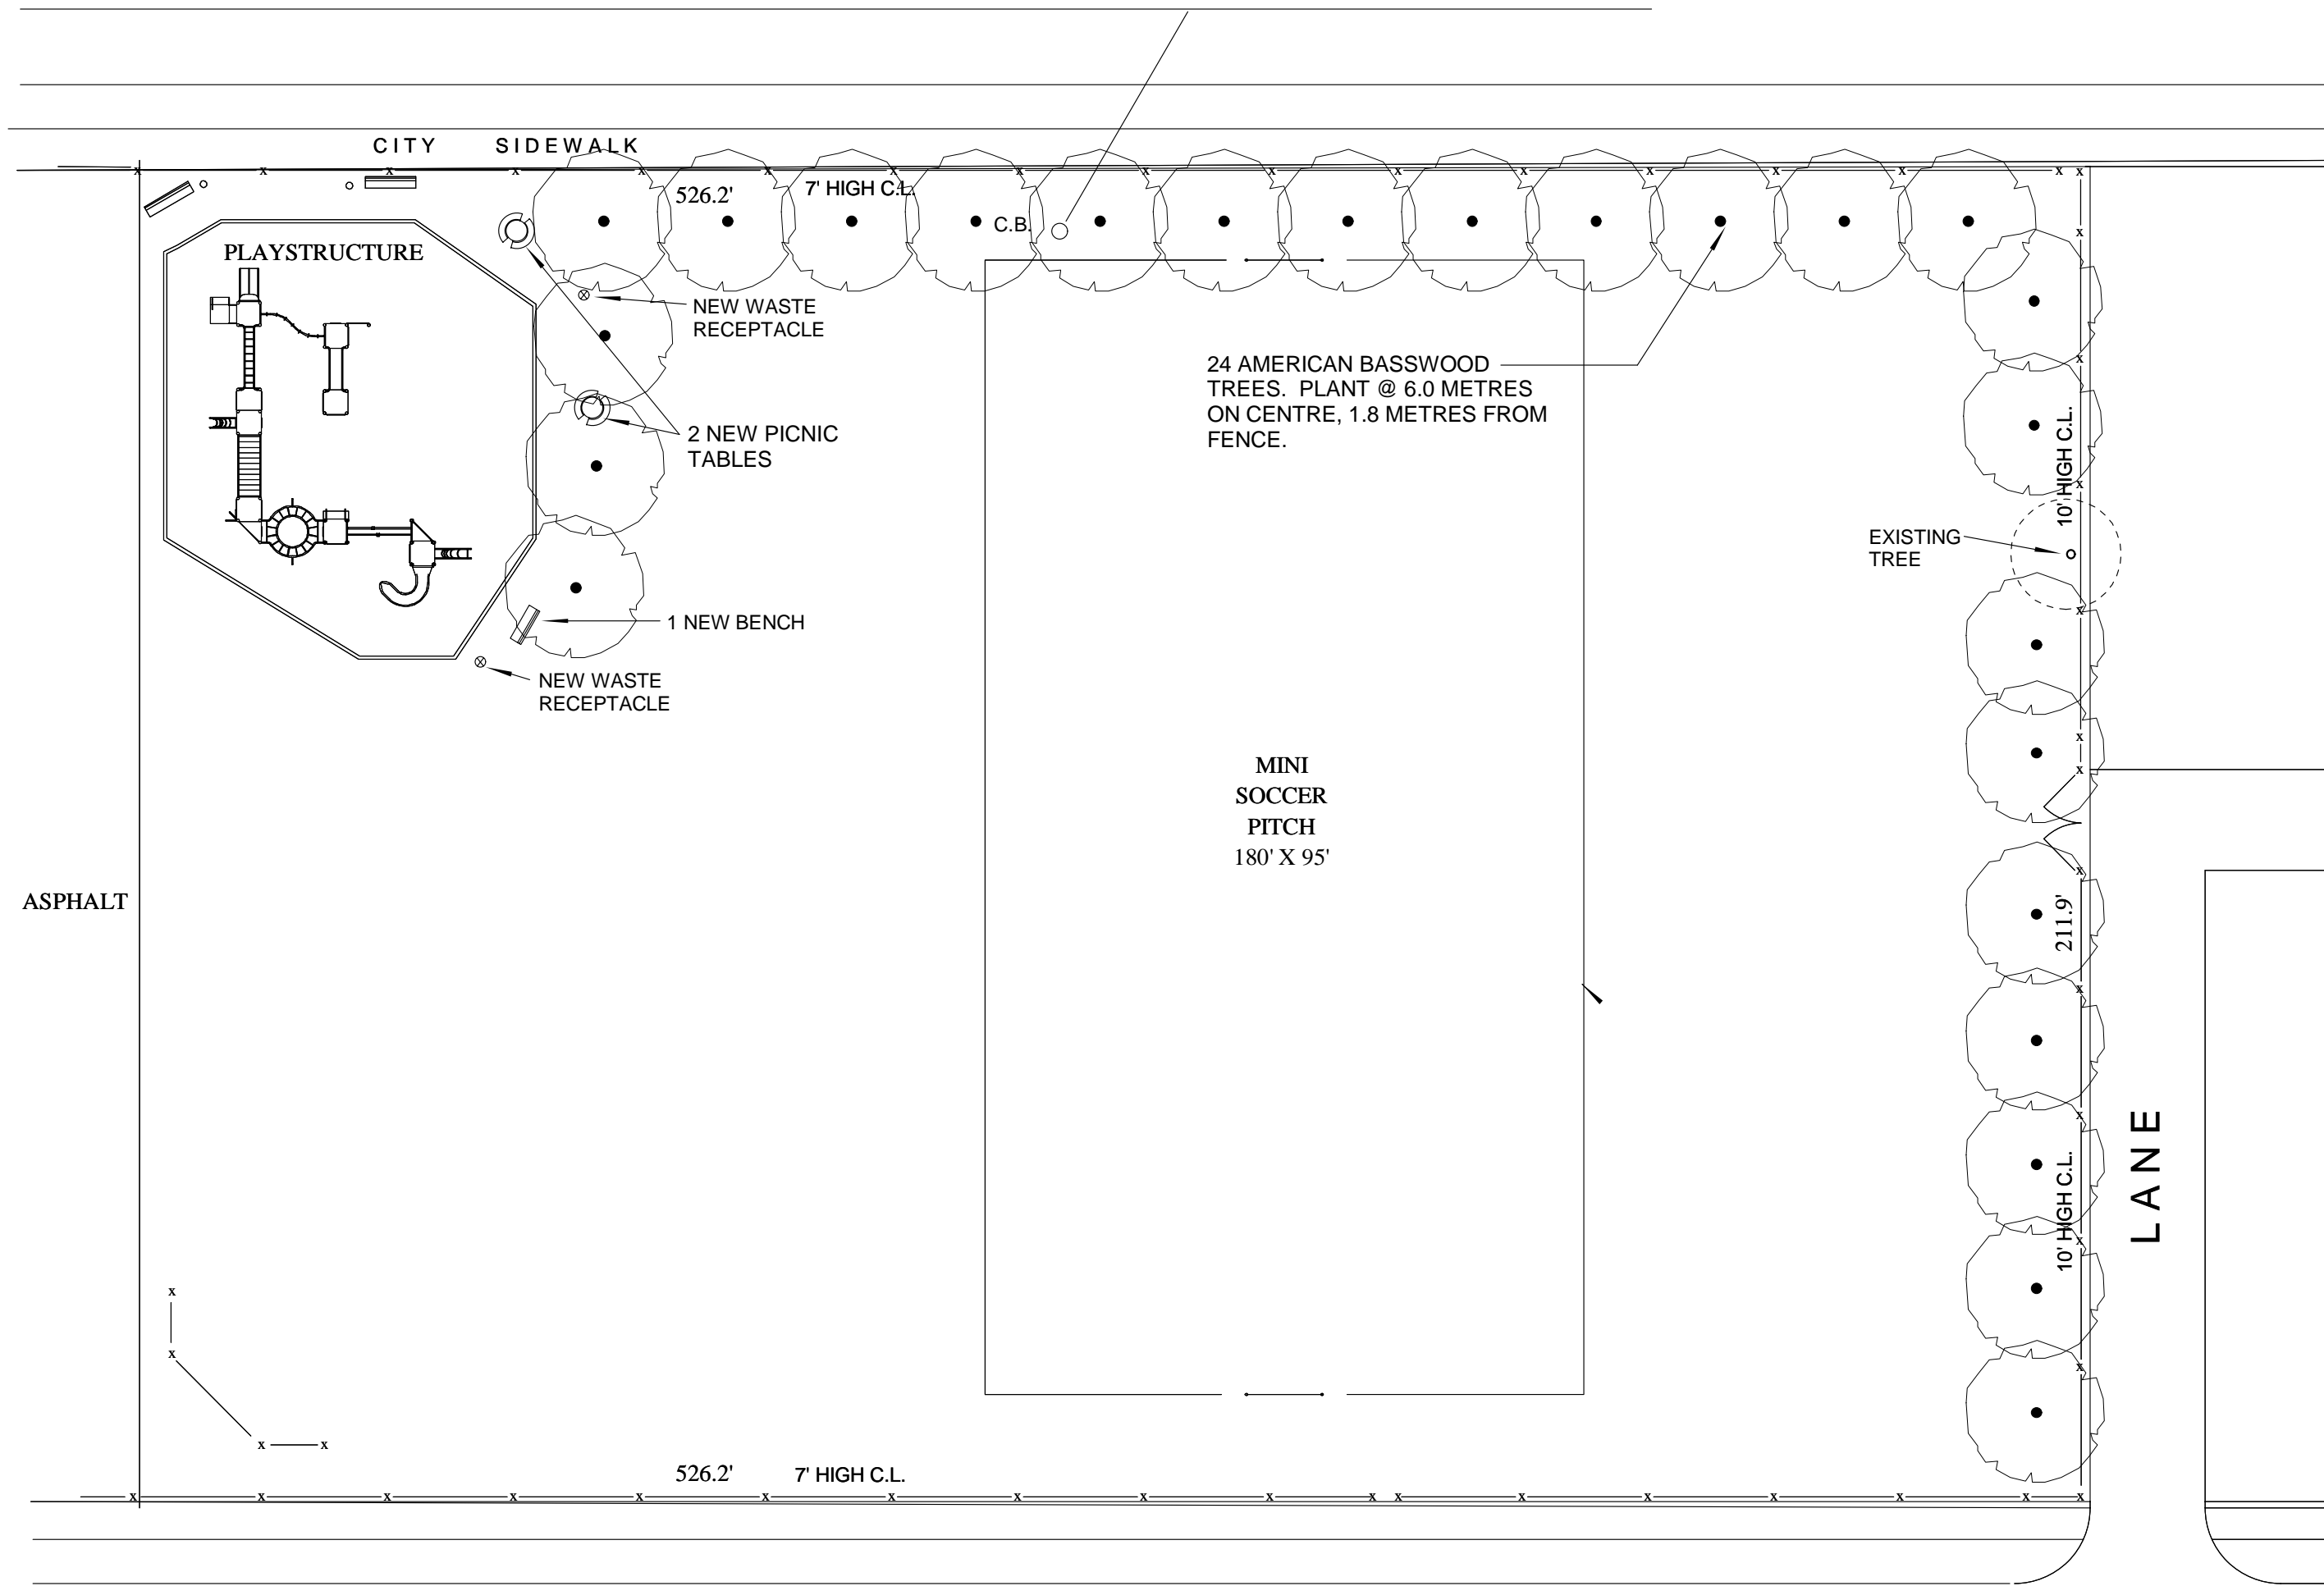 CITY SIDEWALK
526.2'
7' HIGH C.L.
C.B.
PLAYSTRUCTURE
NEW WASTE
RECEPTACLE
24 AMERICAN BASSWOOD
TREES. PLANT @ 6.0 METRES
ON CENTRE, 1.8 METRES FROM
FENCE.
2 NEW PICNIC
TABLES
10' HIGH C.L.
EXISTING
TREE
1 NEW BENCH
NEW WASTE
RECEPTACLE
MINI
SOCCER
PITCH
180' X 95'
ASPHALT
211.9'
10' HIGH C.L.
LANE
526.2'
7' HIGH C.L.